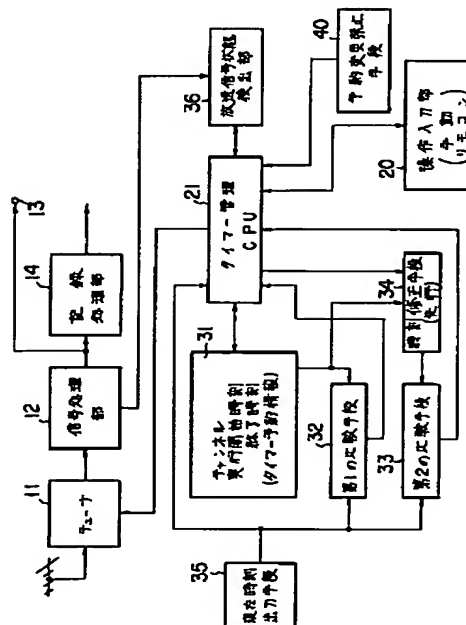 13
14
記録
処理部
12
信号処理
部
11
チューナ
36
放送信号状態
検出部
40
予約変更禁止
手段
21
タイマー管理
CPU
20
操作入力部
(手動
リモコン)
31
チャンネル
実行開始時刻
終了時刻
(タイマー予約情報)
34
時刻修正手段
(先行)
32
第1の比較手段
33
第2の比較手段
35
現在時刻
出力手段